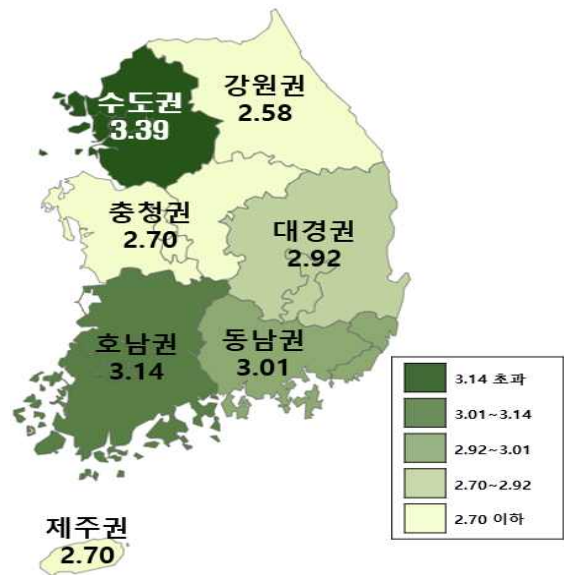 강원권
2.58
수도권
3.39
충청권
2.70
대경권
2.92
호남권
3.14
동남권
3.01
제주권
2.70
3.14 초과
3.01~3.14
2.92~3.01
2.70~2.92
2.70 이하